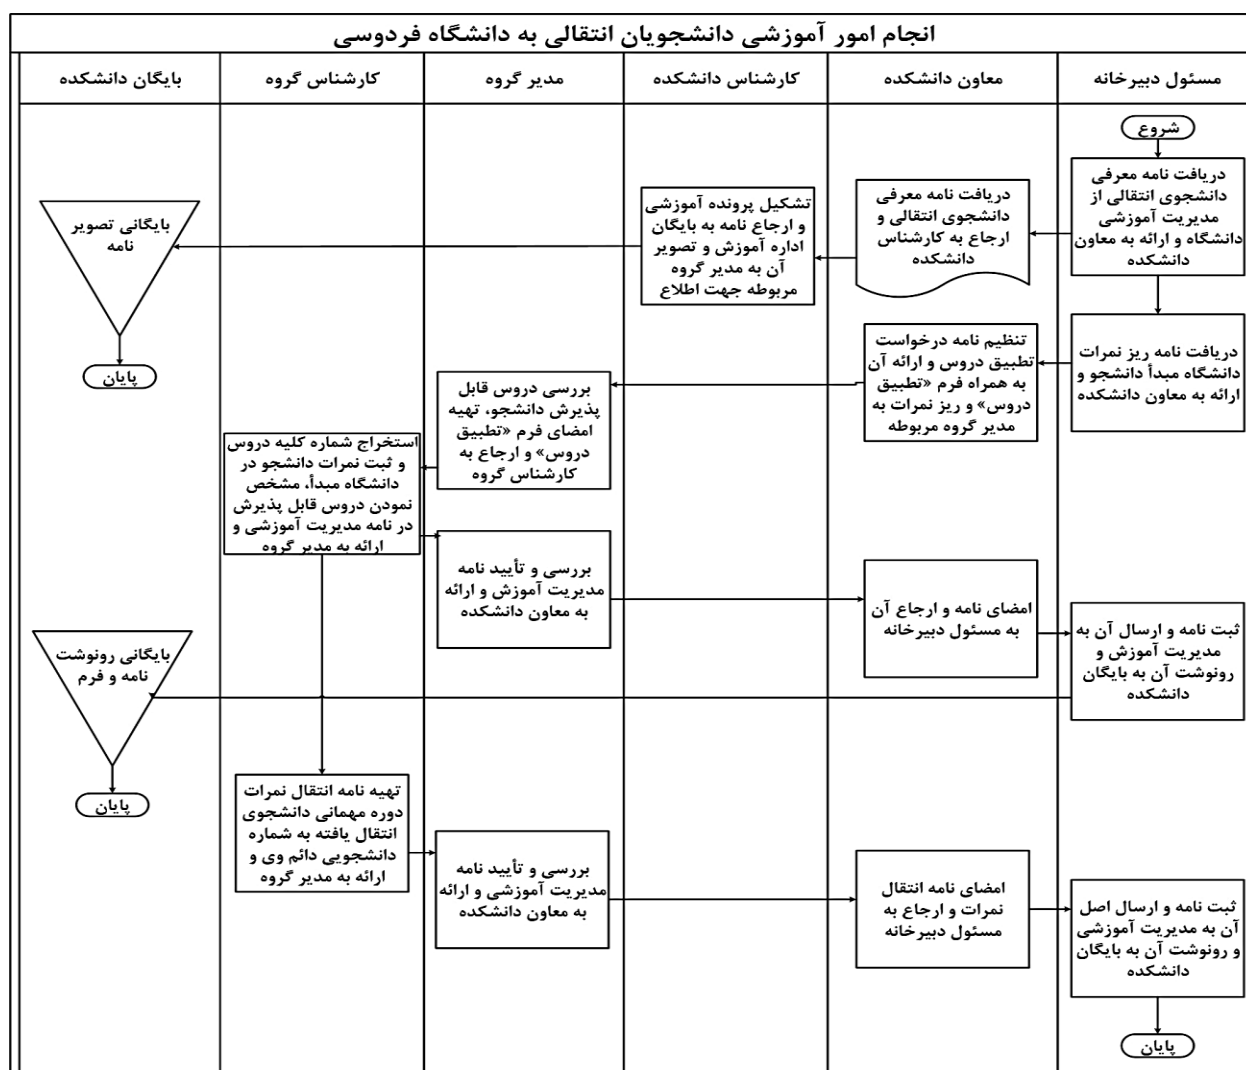 انجام امور آموزشی دانشجویان انتقالی به دانشگاه فردوسی
مسئول دبیرخانه
معاون دانشکده
کارشناس دانشکده
مدیر گروه
کارشناس گروه
بایگان دانشکده
شروع
دریافت نامه معرفی
دانشجوی انتقالی از
مدیریت آموزشی
دانشگاه و ارائه به معاون
دانشکده
دریافت نامه معرفی
دانشجوی انتقالی و
ارجاع به کارشناس
دانشکده
تشکیل پرونده آموزشی
و ارجاع نامه به بایگان
اداره آموزش و تصویر
آن به مدیر گروه
مربوطه جهت اطلاع
بایگانی تصویر
نامه
پایان
دریافت نامه ریز نمرات
دانشگاه مبدأ دانشجو و
ارائه به معاون دانشکده
تنظیم نامه درخواست
تطبیق دروس و ارائه آن
به همراه فرم «تطبیق
دروس» و ریز نمرات به
مدیر گروه مربوطه
بررسی دروس قابل
پذیرش دانشجو، تهیه
امضای فرم «تطبیق
دروس» و ارجاع به
کارشناس گروه
استخراج شماره کلیه دروس
و ثبت نمرات دانشجو در
دانشگاه مبدأ، مشخص
نمودن دروس قابل پذیرش
در نامه مدیریت آموزشی و
ارائه به مدیر گروه
بررسی و تأیید نامه
مدیریت آموزش و ارائه
به معاون دانشکده
امضای نامه و ارجاع آن
به مسئول دبیرخانه
ثبت نامه و ارسال آن به
مدیریت آموزش و
رونوشت آن به بایگان
دانشکده
بایگانی رونوشت
نامه و فرم
پایان
تهیه نامه انتقال نمرات
دوره مهمانی دانشجوی
انتقال یافته به شماره
دانشجویی دائم وی و
ارائه به مدیر گروه
بررسی و تأیید نامه
مدیریت آموزشی و ارائه
به معاون دانشکده
امضای نامه انتقال
نمرات و ارجاع به
مسئول دبیرخانه
ثبت نامه و ارسال اصل
آن به مدیریت آموزشی
و رونوشت آن به بایگان
دانشکده
پایان